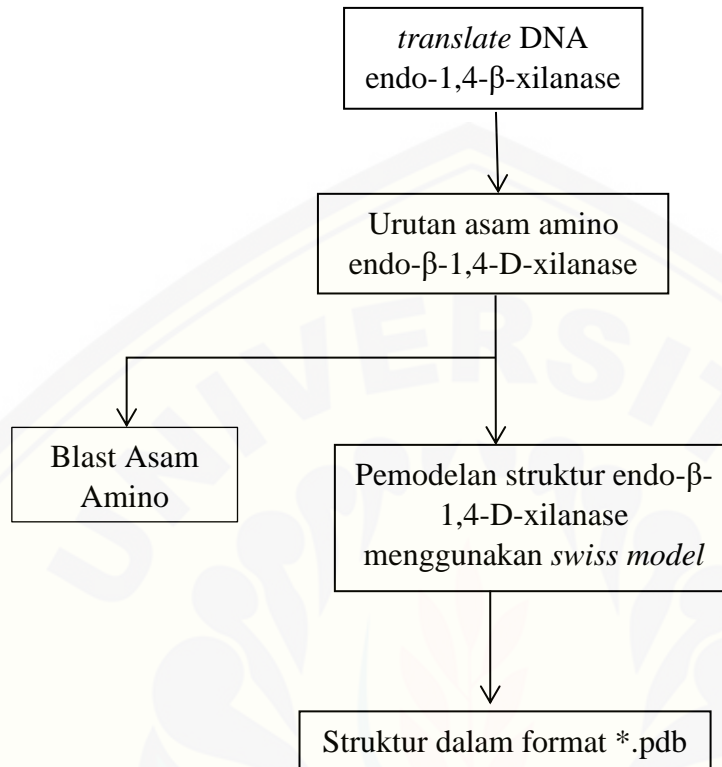 translate DNA
endo-1,4-β-xilanase
Urutan asam amino
endo-β-1,4-D-xilanase
Blast Asam
Amino
Pemodelan struktur endo-β-
1,4-D-xilanase
menggunakan swiss model
Struktur dalam format *.pdb
UNIVERSIT